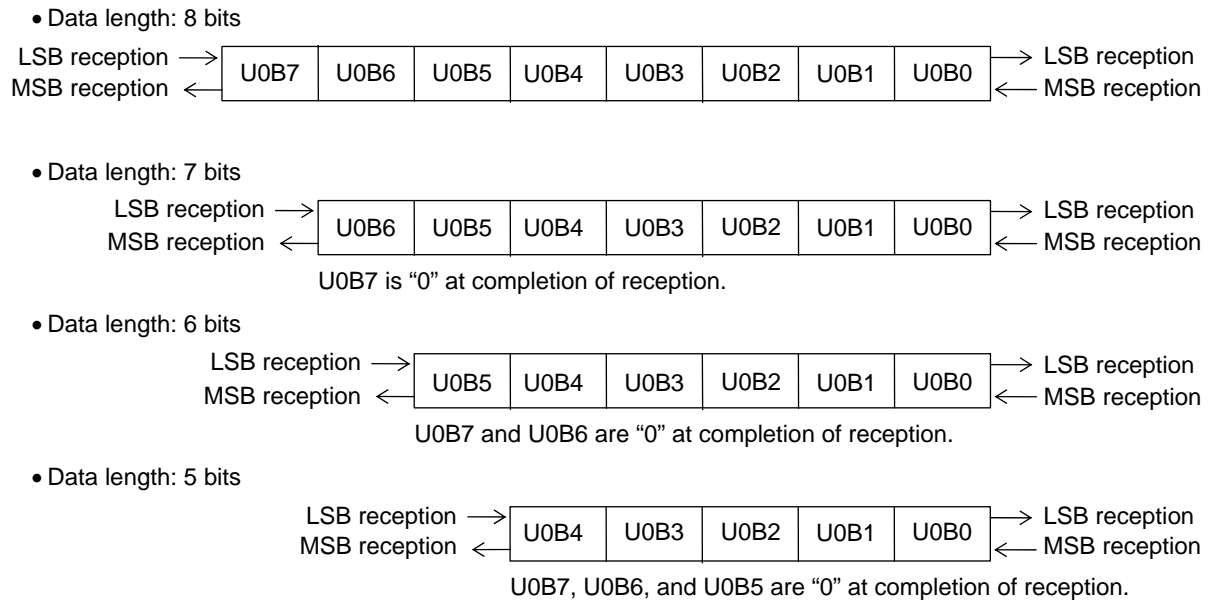 • Data length: 8 bits
LSB reception U0B7 U0B6 U0B5 U0B4 U0B3 U0B2 U0B1 U0B0 LSB reception
MSB reception MSB reception
• Data length: 7 bits
LSB reception U0B6 U0B5 U0B4 U0B3 U0B2 U0B1 U0B0 LSB reception
MSB reception MSB reception
U0B7 is “0” at completion of reception.
• Data length: 6 bits
LSB reception U0B5 U0B4 U0B3 U0B2 U0B1 U0B0 LSB reception
MSB reception MSB reception
U0B7 and U0B6 are “0” at completion of reception.
• Data length: 5 bits
LSB reception U0B4 U0B3 U0B2 U0B1 U0B0 LSB reception
MSB reception MSB reception
U0B7, U0B6, and U0B5 are “0” at completion of reception.